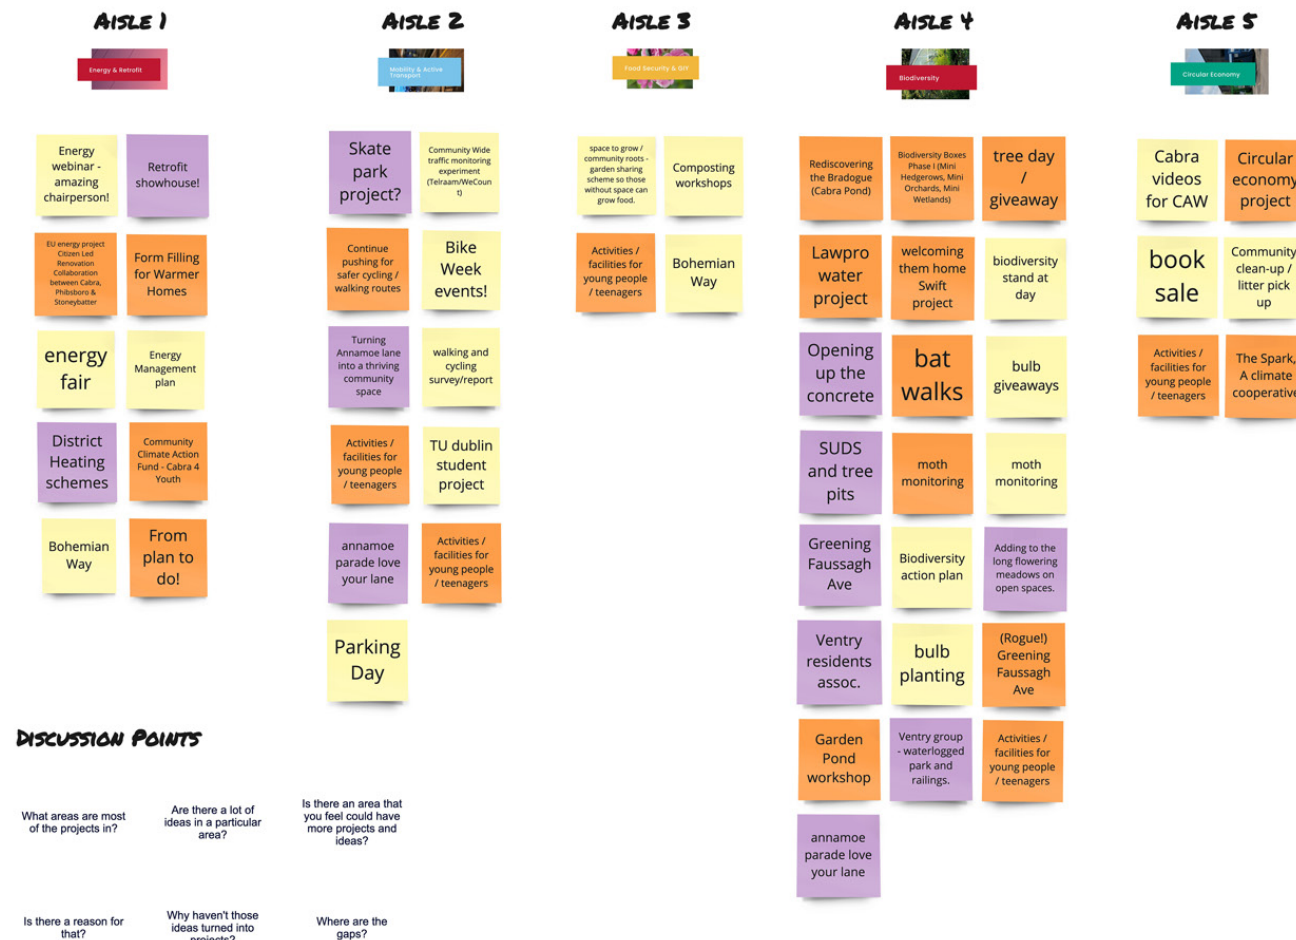 AISLE 1
Energy & Retrofit
Energy
webinar -
amazing
chairperson!
Retrofit
showhouse!
EU energy project
Citizen Led
Renovation
Collaboration
between Cabra,
Phibsboro &
Stoneybatter
Form Filling
for Warmer
Homes
energy
fair
Energy
Management
plan
District
Heating
schemes
Community
Climate Action
Fund - Cabra 4
Youth
Bohemian
Way
From
plan to
do!
AISLE 2
Mobility & Active
Transport
Skate
park
project?
Community Wide
traffic monitoring
experiment
(Telraam/WeCoun
t)
Continue
pushing for
safer cycling /
walking routes
Bike
Week
events!
Turning
Annamoe lane
into a thriving
community
space
walking and
cycling
survey/report
Activities /
facilities for
young people
/ teenagers
TU dublin
student
project
annamoe
parade love
your lane
Activities /
facilities for
young people
/ teenagers
Parking
Day
AISLE 3
Food Security & GIY
space to grow /
community roots -
garden sharing
scheme so those
without space can
grow food.
Composting
workshops
Activities /
facilities for
young people
/ teenagers
Bohemian
Way
AISLE 4
Biodiversity
Rediscovering
the Bradogue
(Cabra Pond)
Biodiversity Boxes
Phase I (Mini
Hedgerows, Mini
Orchards, Mini
Wetlands)
tree day
/
giveaway
Lawpro
water
project
welcoming
them home
Swift
project
biodiversity
stand at
day
Opening
up the
concrete
bat
walks
bulb
giveaways
SUDS
and tree
pits
moth
monitoring
moth
monitoring
Greening
Faussagh
Ave
Biodiversity
action plan
Adding to the
long flowering
meadows on
open spaces.
Ventry
residents
assoc.
bulb
planting
(Rogue!)
Greening
Faussagh
Ave
Garden
Pond
workshop
Ventry group
- waterlogged
park and
railings.
Activities /
facilities for
young people
/ teenagers
annamoe
parade love
your lane
AISLE 5
Circular Economy
Cabra
videos
for CAW
Circular
economy
project
book
sale
Community
clean-up /
litter pick
up
Activities /
facilities for
young people
/ teenagers
The Spark,
A climate
cooperative
DISCUSSION POINTS
What areas are most
of the projects in?
Are there a lot of
ideas in a particular
area?
Is there an area that
you feel could have
more projects and
ideas?
Is there a reason for
that?
Why haven't those
ideas turned into
projects?
Where are the
gaps?